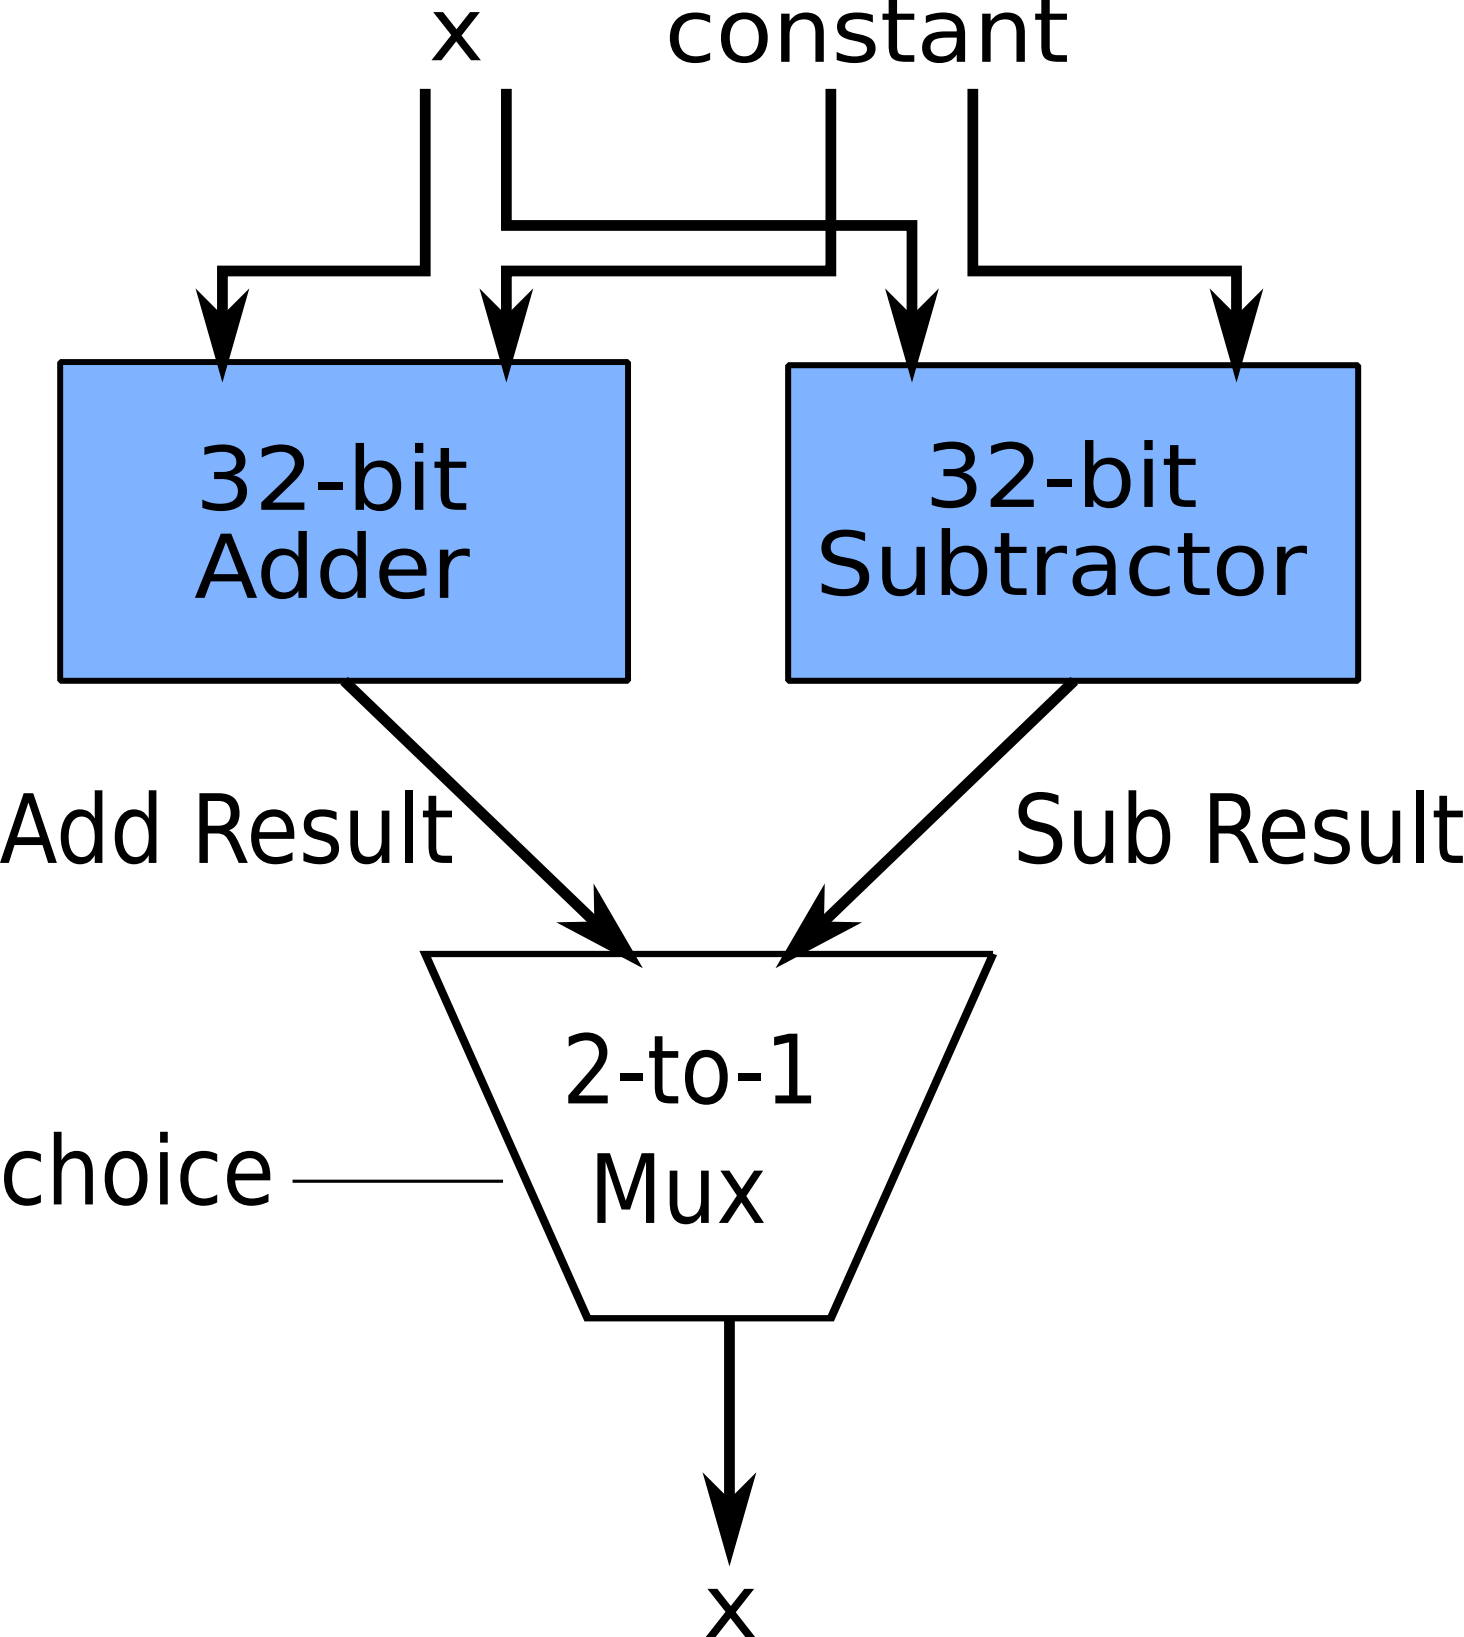 x constant
32-bit
Adder
32-bit
Subtractor
Add Result
Sub Result
2-to-1
Mux
choice
x